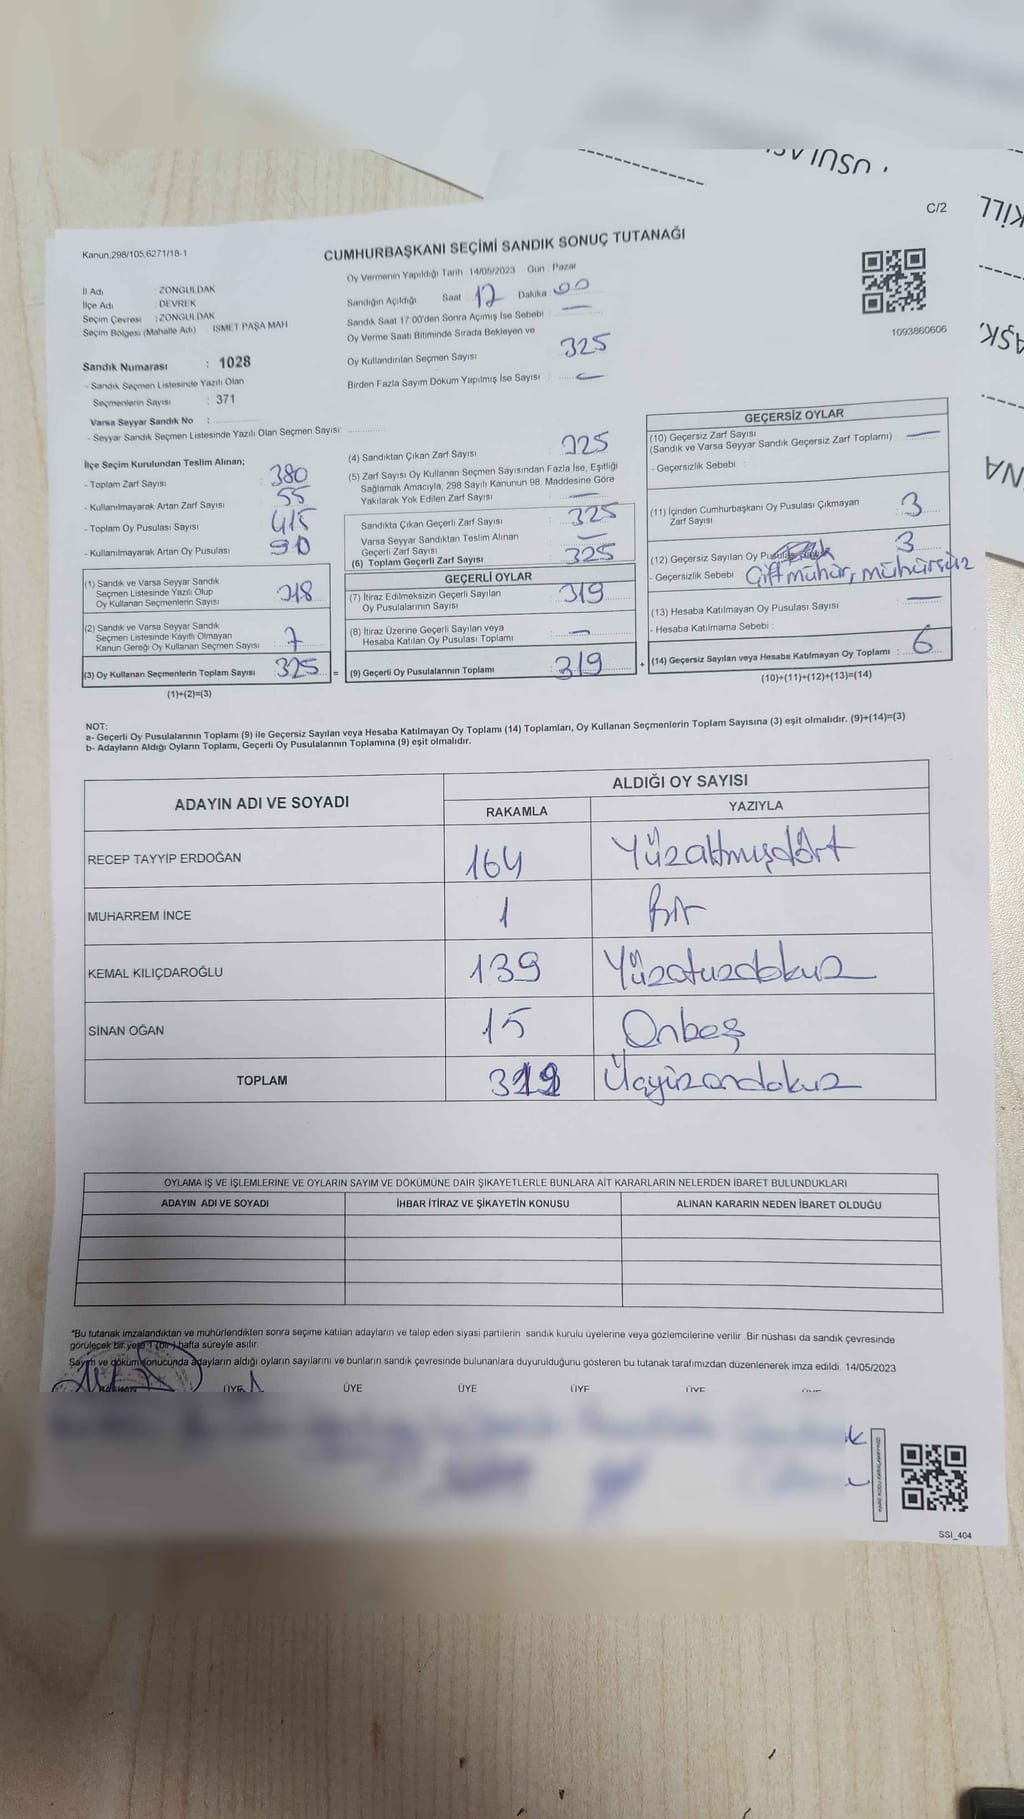 C/2
Kanun,298/105;6271/18-1
CUMHURBAŞKANI SEÇİMİ SANDIK SONUÇ TUTANAĞI
İl Adı : ZONGULDAK
İlçe Adı : DEVREK
Seçim Çevresi : ZONGULDAK
Seçim Bölgesi (Mahalle Adı) : İSMET PAŞA MAH
Sandık Numarası : 1028
- Sandık Seçmen Listesinde Yazılı Olan
Seçmenlerin Sayısı : 371
Varsa Seyyar Sandık No :
- Seyyar Sandık Seçmen Listesinde Yazılı Olan Seçmen Sayısı:
Oy Vermenin Yapıldığı Tarih 14/05/2023 Gün : Pazar
Sandığın Açıldığı Saat : 17 Dakika : 00
Sandık Saat 17:00'den Sonra Açımış İse Sebebi : —
Oy Verme Saati Bitiminde Sırada Bekleyen ve
Oy Kullandırılan Seçmen Sayısı : 325
Birden Fazla Sayım Döküm Yapılmış İse Sayısı : —
1093860606
İlçe Seçim Kurulundan Teslim Alınan;
- Toplam Zarf Sayısı : 380
- Kullanılmayarak Artan Zarf Sayısı : 55
- Toplam Oy Pusulası Sayısı : 415
- Kullanılmayarak Artan Oy Pusulası : 90
(1) Sandık ve Varsa Seyyar Sandık
Seçmen Listesinde Yazılı Olup
Oy Kullanan Seçmenlerin Sayısı : 318
(2) Sandık ve Varsa Seyyar Sandık
Seçmen Listesinde Kayıtlı Olmayan
Kanun Gereği Oy Kullanan Seçmen Sayısı : 7
(3) Oy Kullanan Seçmenlerin Toplam Sayısı : 325 =
(1)+(2)=(3)
(4) Sandıktan Çıkan Zarf Sayısı : 325
(5) Zarf Sayısı Oy Kullanan Seçmen Sayısından Fazla İse, Eşitliği
Sağlamak Amacıyla, 298 Sayılı Kanunun 98. Maddesine Göre
Yakılarak Yok Edilen Zarf Sayısı : —
Sandıkta Çıkan Geçerli Zarf Sayısı : 325
Varsa Seyyar Sandıktan Teslim Alınan
Geçerli Zarf Sayısı : —
(6) Toplam Geçerli Zarf Sayısı : 325
GEÇERLİ OYLAR
(7) İtiraz Edilmeksizin Geçerli Sayılan
Oy Pusulalarının Sayısı : 319
(8) İtiraz Üzerine Geçerli Sayılan veya
Hesaba Katılan Oy Pusulası Toplamı : —
(9) Geçerli Oy Pusulalarının Toplamı : 319 +
GEÇERSİZ OYLAR
(10) Geçersiz Zarf Sayısı
(Sandık ve Varsa Seyyar Sandık Geçersiz Zarf Toplamı) —
- Geçersizlik Sebebi :
(11) İçinden Cumhurbaşkanı Oy Pusulası Çıkmayan
Zarf Sayısı : 3
(12) Geçersiz Sayılan Oy 3
- Geçersizlik Sebebi Çift mühür, mühürsüz
(13) Hesaba Katılmayan Oy Pusulası Sayısı : —
- Hesaba Katılmama Sebebi :
(14) Geçersiz Sayılan veya Hesaba Katılmayan Oy Toplamı : 6
(10)+(11)+(12)+(13)=(14)
NOT:
a- Geçerli Oy Pusulalarının Toplamı (9) ile Geçersiz Sayılan veya Hesaba Katılmayan Oy Toplamı (14) Toplamları, Oy Kullanan Seçmenlerin Toplam Sayısına (3) eşit olmalıdır. (9)+(14)=(3)
b- Adayların Aldığı Oyların Toplamı, Geçerli Oy Pusulalarının Toplamına (9) eşit olmalıdır.
ADAYIN ADI VE SOYADI ALDIĞI OY SAYISI
RAKAMLA YAZIYLA
RECEP TAYYİP ERDOĞAN 164 Yüzaltmışdört
MUHARREM İNCE 1 Bir
KEMAL KILIÇDAROĞLU 139 Yüzotuzdokuz
SİNAN OĞAN 15 Onbeş
TOPLAM 319 Üçyüzondokuz
OYLAMA İŞ VE İŞLEMLERİNE VE OYLARIN SAYIM VE DÖKÜMÜNE DAİR ŞİKAYETLERLE BUNLARA AİT KARARLARIN NELERDEN İBARET BULUNDUKLARI
ADAYIN ADI VE SOYADI İHBAR İTİRAZ VE ŞİKAYETİN KONUSU ALINAN KARARIN NEDEN İBARET OLDUĞU
*Bu tutanak imzalandıktan ve mühürlendikten sonra seçime katılan adayların ve talep eden siyasi partilerin sandık kurulu üyelerine veya gözlemcilerine verilir. Bir nüshası da sandık çevresinde
görülecek bir yere 1 (bir) hafta süreyle asılır.
Sayım ve döküm sonucunda adayların aldığı oyların sayılarını ve bunların sandık çevresinde bulunanlara duyurulduğunu gösteren bu tutanak tarafımızdan düzenlenerek imza edildi. 14/05/2023
ÜYE ÜYE ÜYE ÜYE ÜYE
SSI_404